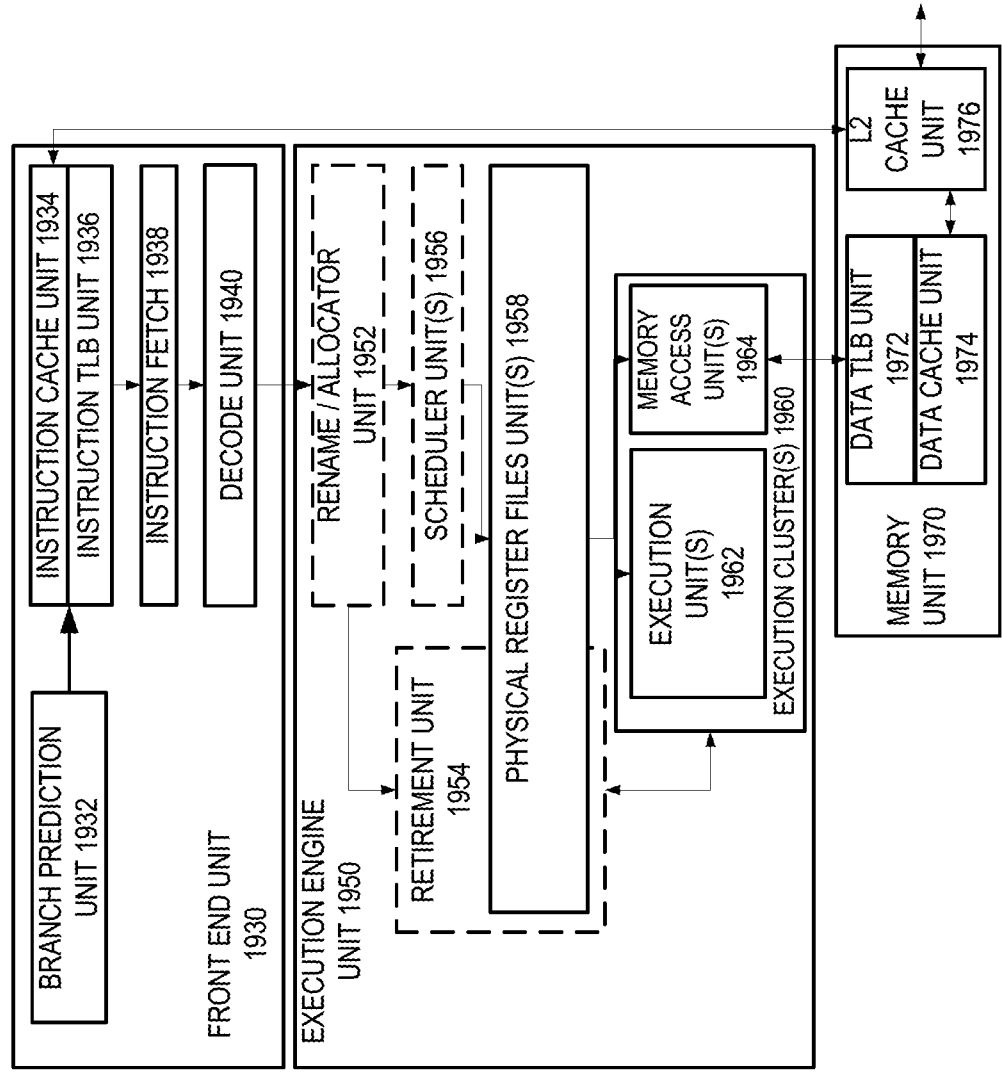 BRANCH PREDICTION
UNIT 1932
INSTRUCTION CACHE UNIT 1934
INSTRUCTION TLB UNIT 1936
INSTRUCTION FETCH 1938
DECODE UNIT 1940
FRONT END UNIT
1930
EXECUTION ENGINE
UNIT 1950
RENAME / ALLOCATOR
UNIT 1952
RETIREMENT UNIT
1954
SCHEDULER UNIT(S) 1956
PHYSICAL REGISTER FILES UNIT(S) 1958
EXECUTION
UNIT(S)
1962
MEMORY
ACCESS
UNIT(S)
1964
EXECUTION CLUSTER(S) 1960
MEMORY
UNIT 1970
DATA TLB UNIT
1972
DATA CACHE UNIT
1974
L2
CACHE
UNIT
1976